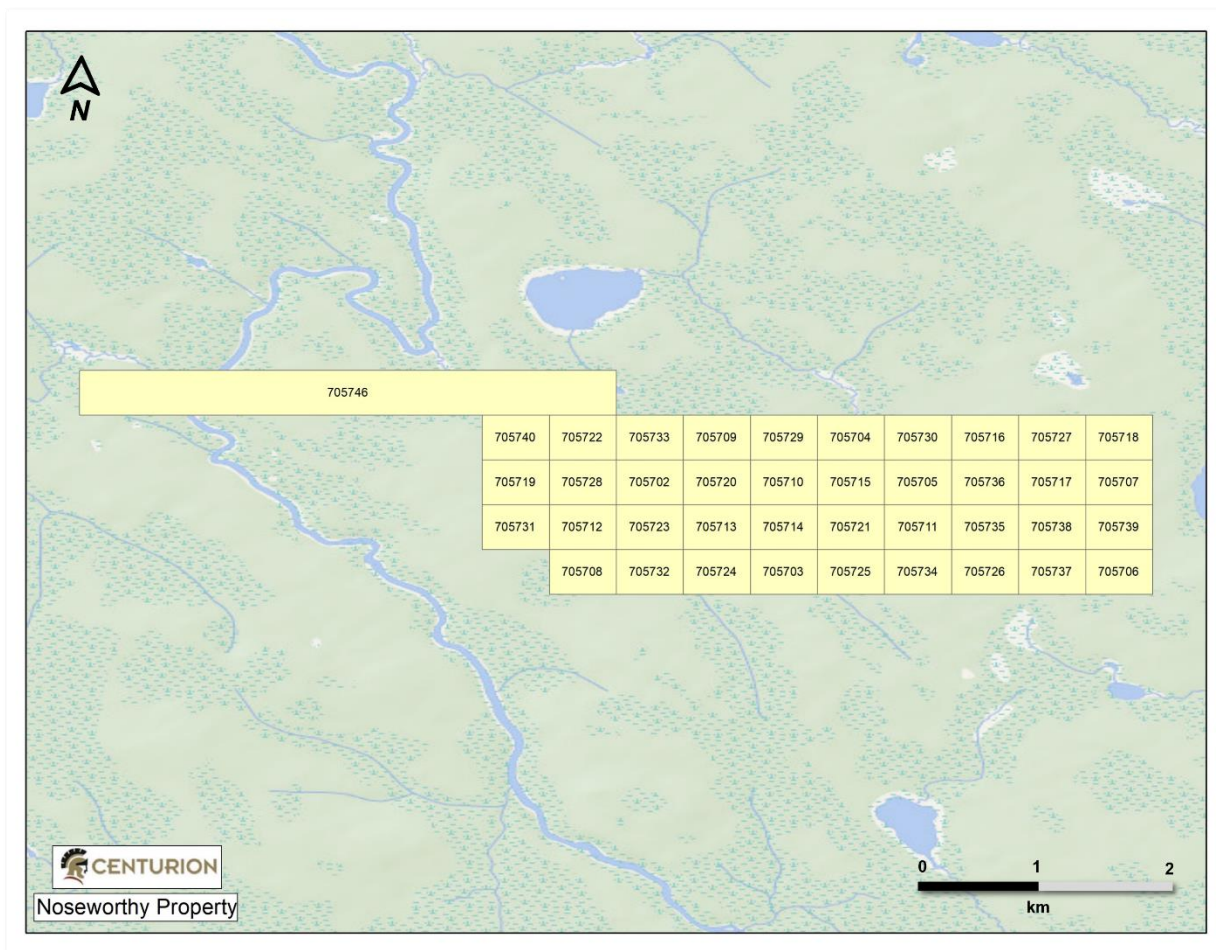 N
705746
705740 705722 705733 705709 705729 705704 705730 705716 705727 705718
705719 705728 705702 705720 705710 705715 705705 705736 705717 705707
705731 705712 705723 705713 705714 705721 705711 705735 705738 705739
705708 705732 705724 705703 705725 705734 705726 705737 705706
CENTURION
Noseworthy Property
0 1 2
km